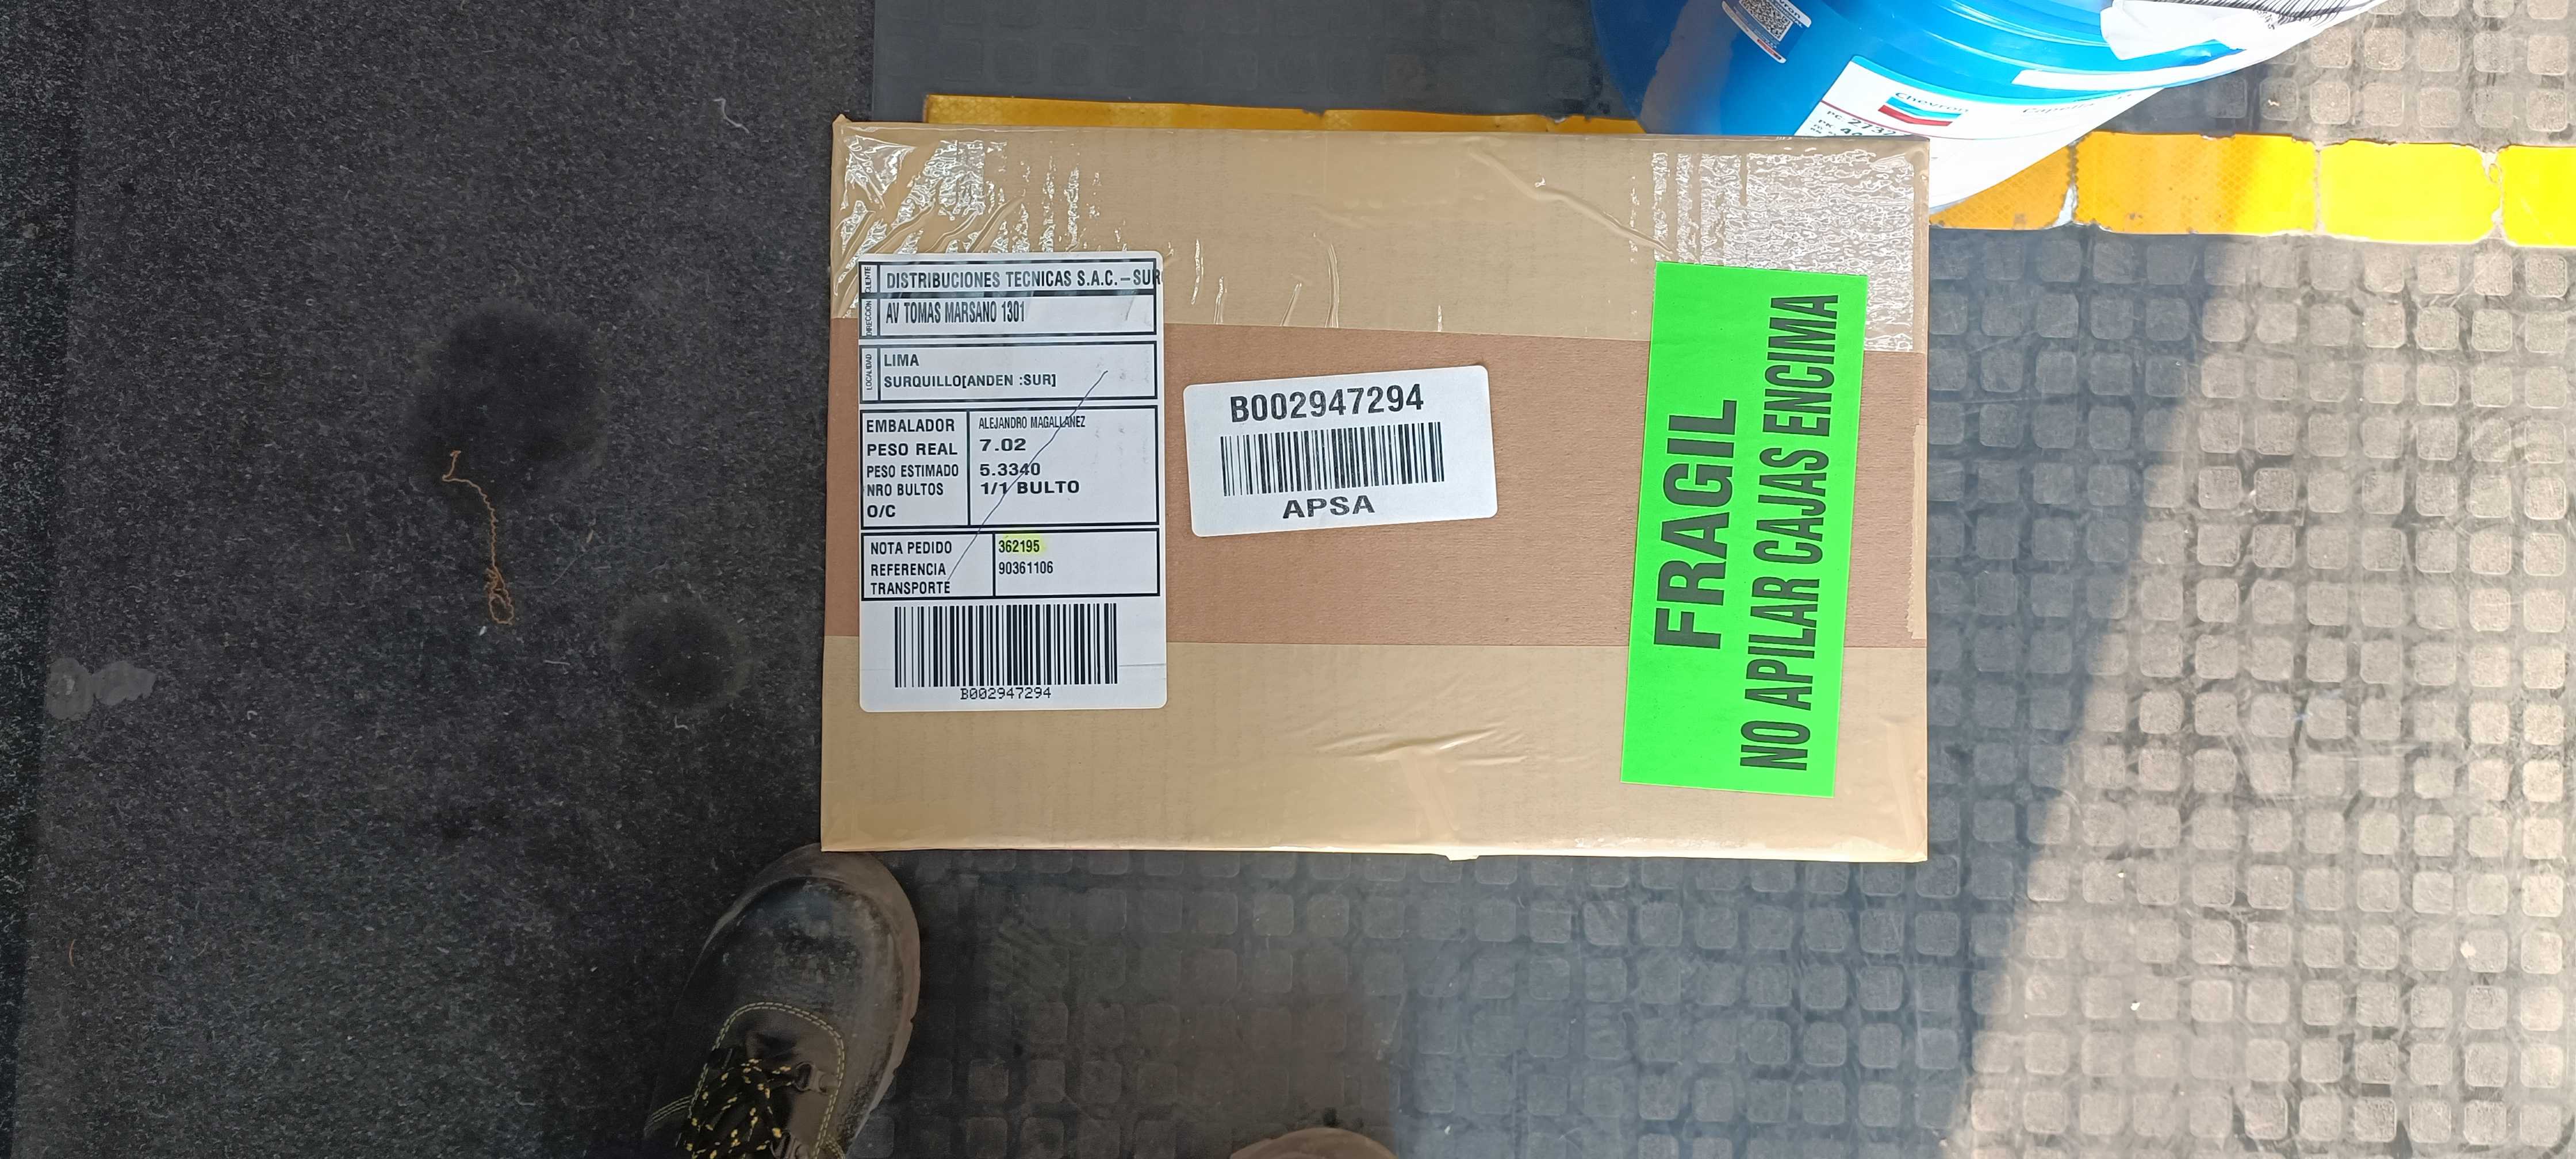 CLIENTE
DISTRIBUCIONES TECNICAS S.A.C.-SUR
DIRECCION
AV TOMAS MARSANO 1301
LOCALIDAD
LIMA
SURQUILLO[ANDEN :SUR]
EMBALADOR ALEJANDRO MAGALLANEZ
PESO REAL 7.02
PESO ESTIMADO 5.3340
NRO BULTOS 1/1 BULTO
O/C
NOTA PEDIDO 362195
REFERENCIA 90361106
TRANSPORTE
B002947294
B002947294
APSA
FRAGIL
NO APILAR CAJAS ENCIMA
Chevron